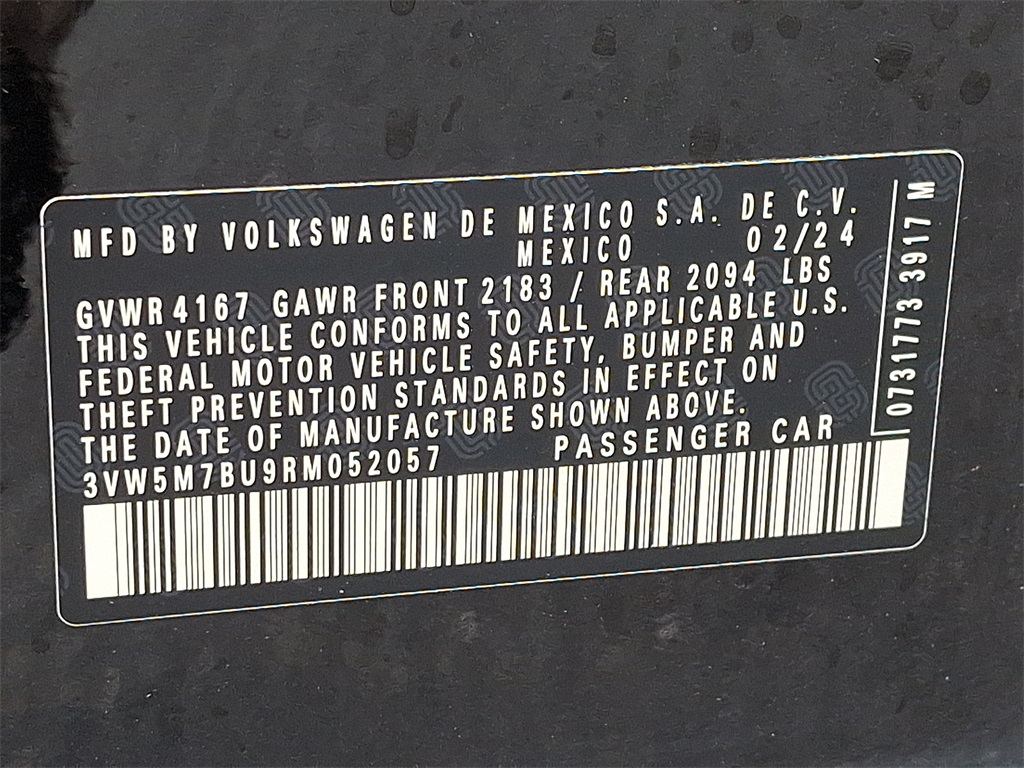 MFD BY VOLKSWAGEN DE MEXICO S.A. DE C.V.
MEXICO 02/24
GVWR 4167 GAWR FRONT 2183 / REAR 2094 LBS
THIS VEHICLE CONFORMS TO ALL APPLICABLE U.S.
FEDERAL MOTOR VEHICLE SAFETY, BUMPER AND
THEFT PREVENTION STANDARDS IN EFFECT ON
THE DATE OF MANUFACTURE SHOWN ABOVE.
3VW5M7BU9RM052057 PASSENGER CAR
0731773 3917 M